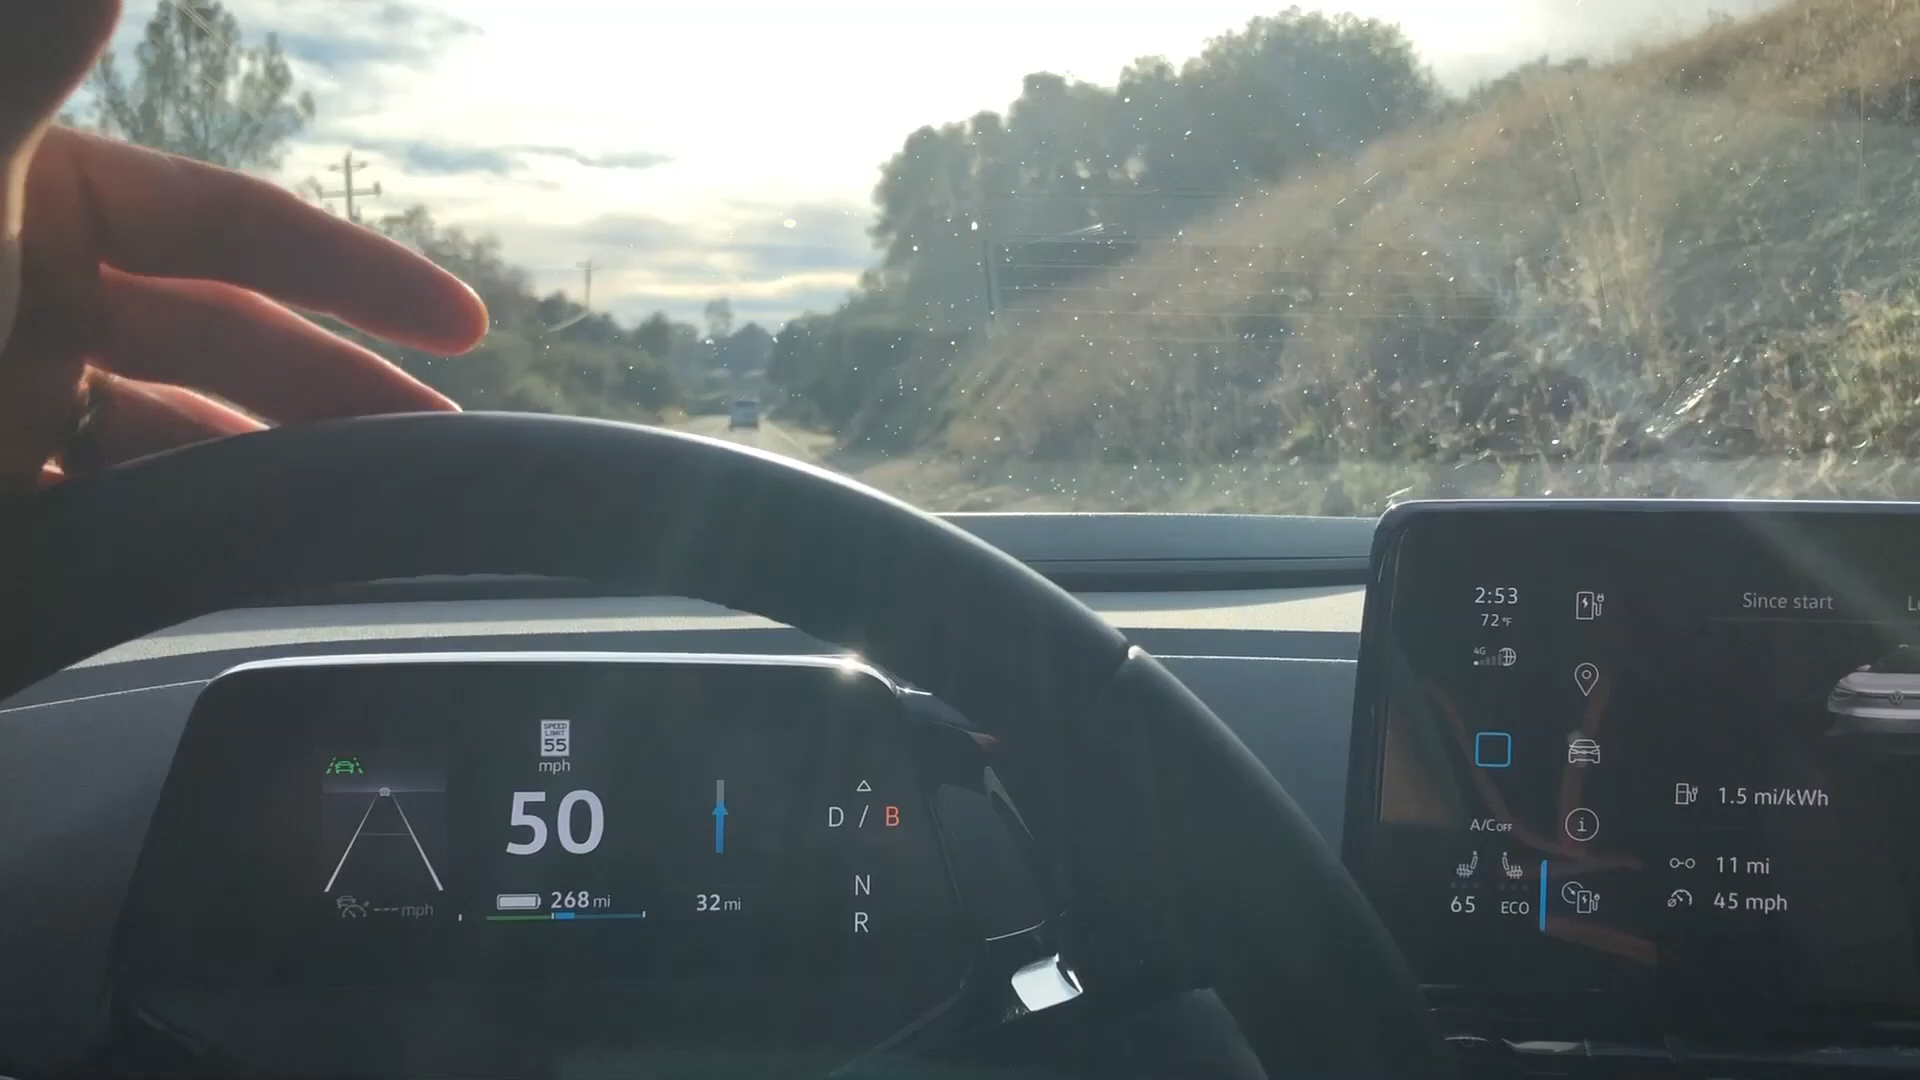 SPEED
LIMIT
55
mph
50
268 mi
--- mph
32 mi
D / B
N
R
2:53
72°F
4G
A/C OFF
65
ECO
Since start
1.5 mi/kWh
11 mi
45 mph